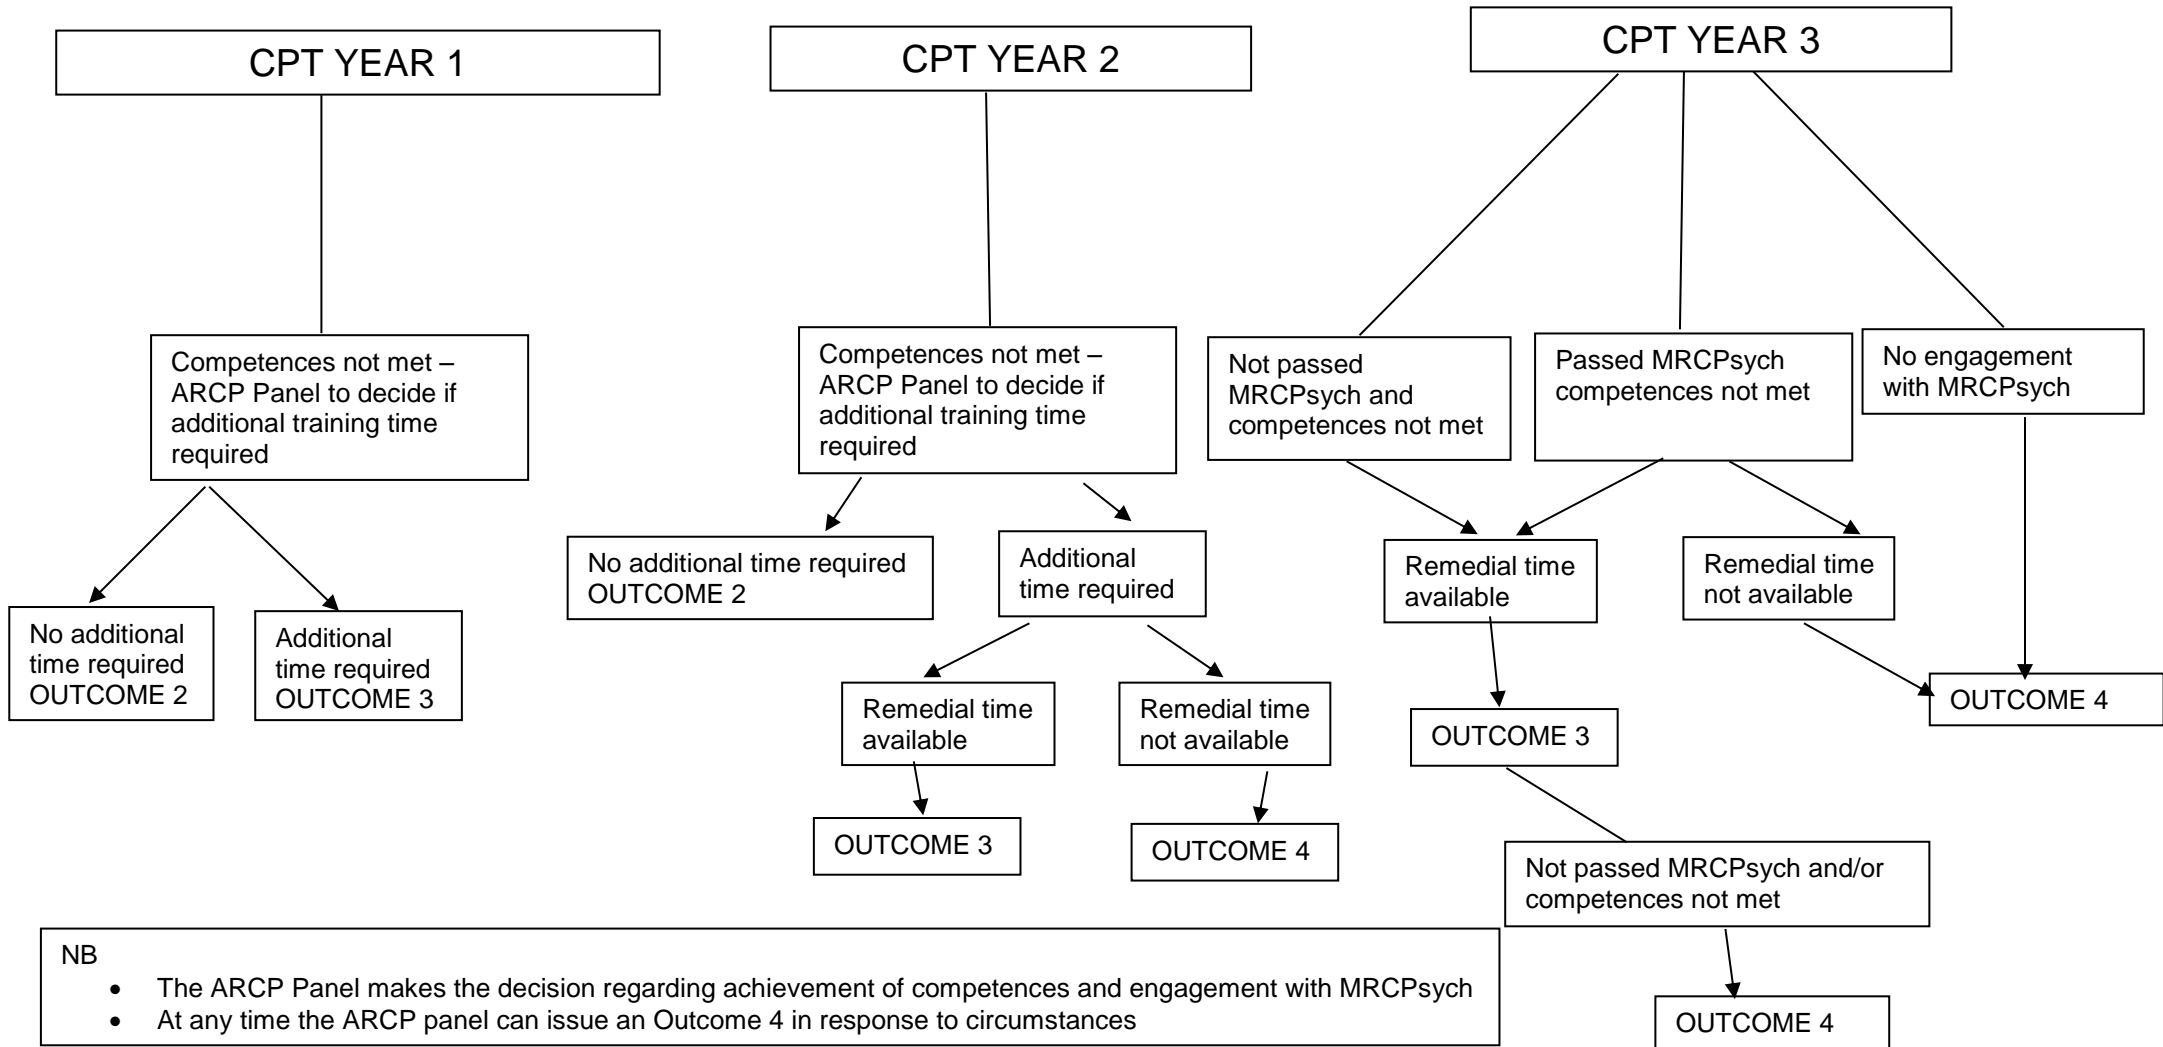 CPT YEAR 1
CPT YEAR 2
CPT YEAR 3
Competences not met –
ARCP Panel to decide if
additional training time
required
No additional
time required
OUTCOME 2
Additional
time required
OUTCOME 3
Competences not met –
ARCP Panel to decide if
additional training time
required
No additional time required
OUTCOME 2
Additional
time required
Remedial time
available
Remedial time
not available
OUTCOME 3
OUTCOME 4
Not passed
MRCPsych and
competences not met
Passed MRCPsych
competences not met
No engagement
with MRCPsych
Remedial time
available
Remedial time
not available
OUTCOME 3
OUTCOME 4
Not passed MRCPsych and/or
competences not met
OUTCOME 4
NB
• The ARCP Panel makes the decision regarding achievement of competences and engagement with MRCPsych
• At any time the ARCP panel can issue an Outcome 4 in response to circumstances